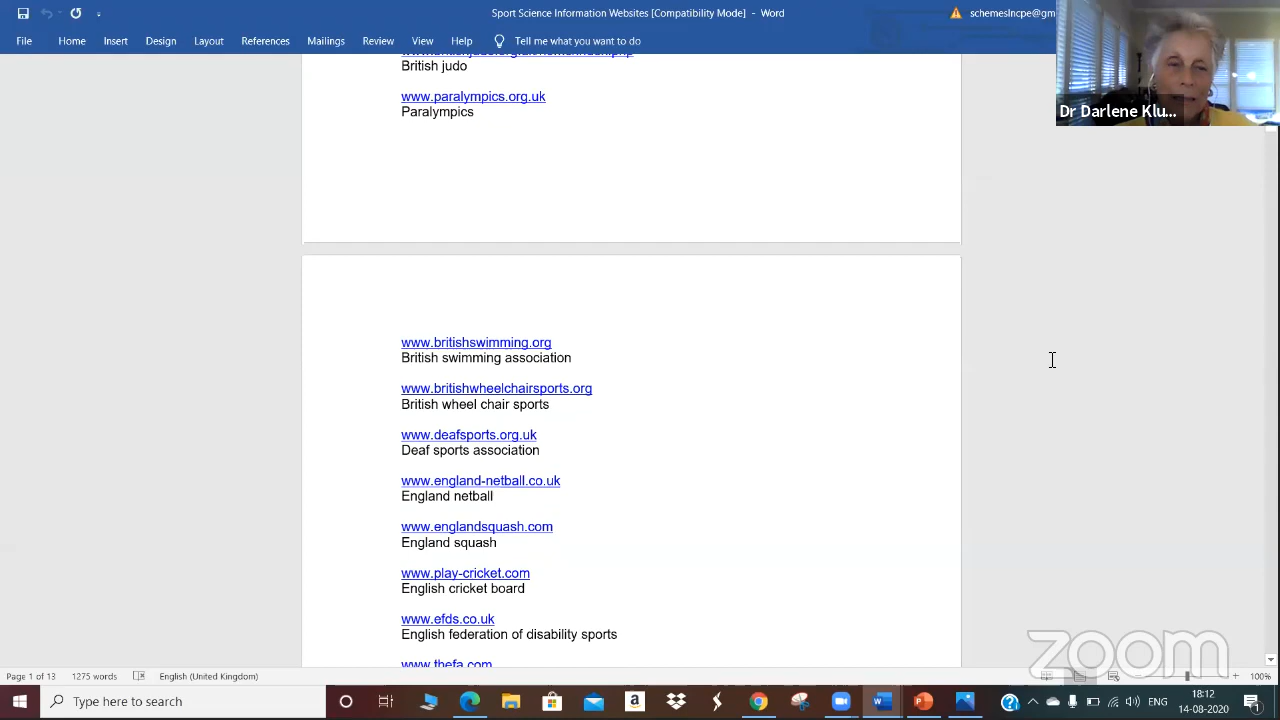 Sport Science Information Websites [Compatibility Mode] - Word
schemeslncpe@gm
File Home Insert Design Layout References Mailings Review View Help Tell me what you want to do
Dr Darlene Klu...
British judo
www.paralympics.org.uk
Paralympics
www.britishswimming.org
British swimming association
www.britishwheelchairsports.org
British wheel chair sports
www.deafsports.org.uk
Deaf sports association
www.england-netball.co.uk
England netball
www.englandsquash.com
England squash
www.play-cricket.com
English cricket board
www.efds.co.uk
English federation of disability sports
www.thefa.com
zoom
Page 1 of 13 1275 words English (United Kingdom) 100%
Type here to search
ENG
18:12
14-08-2020